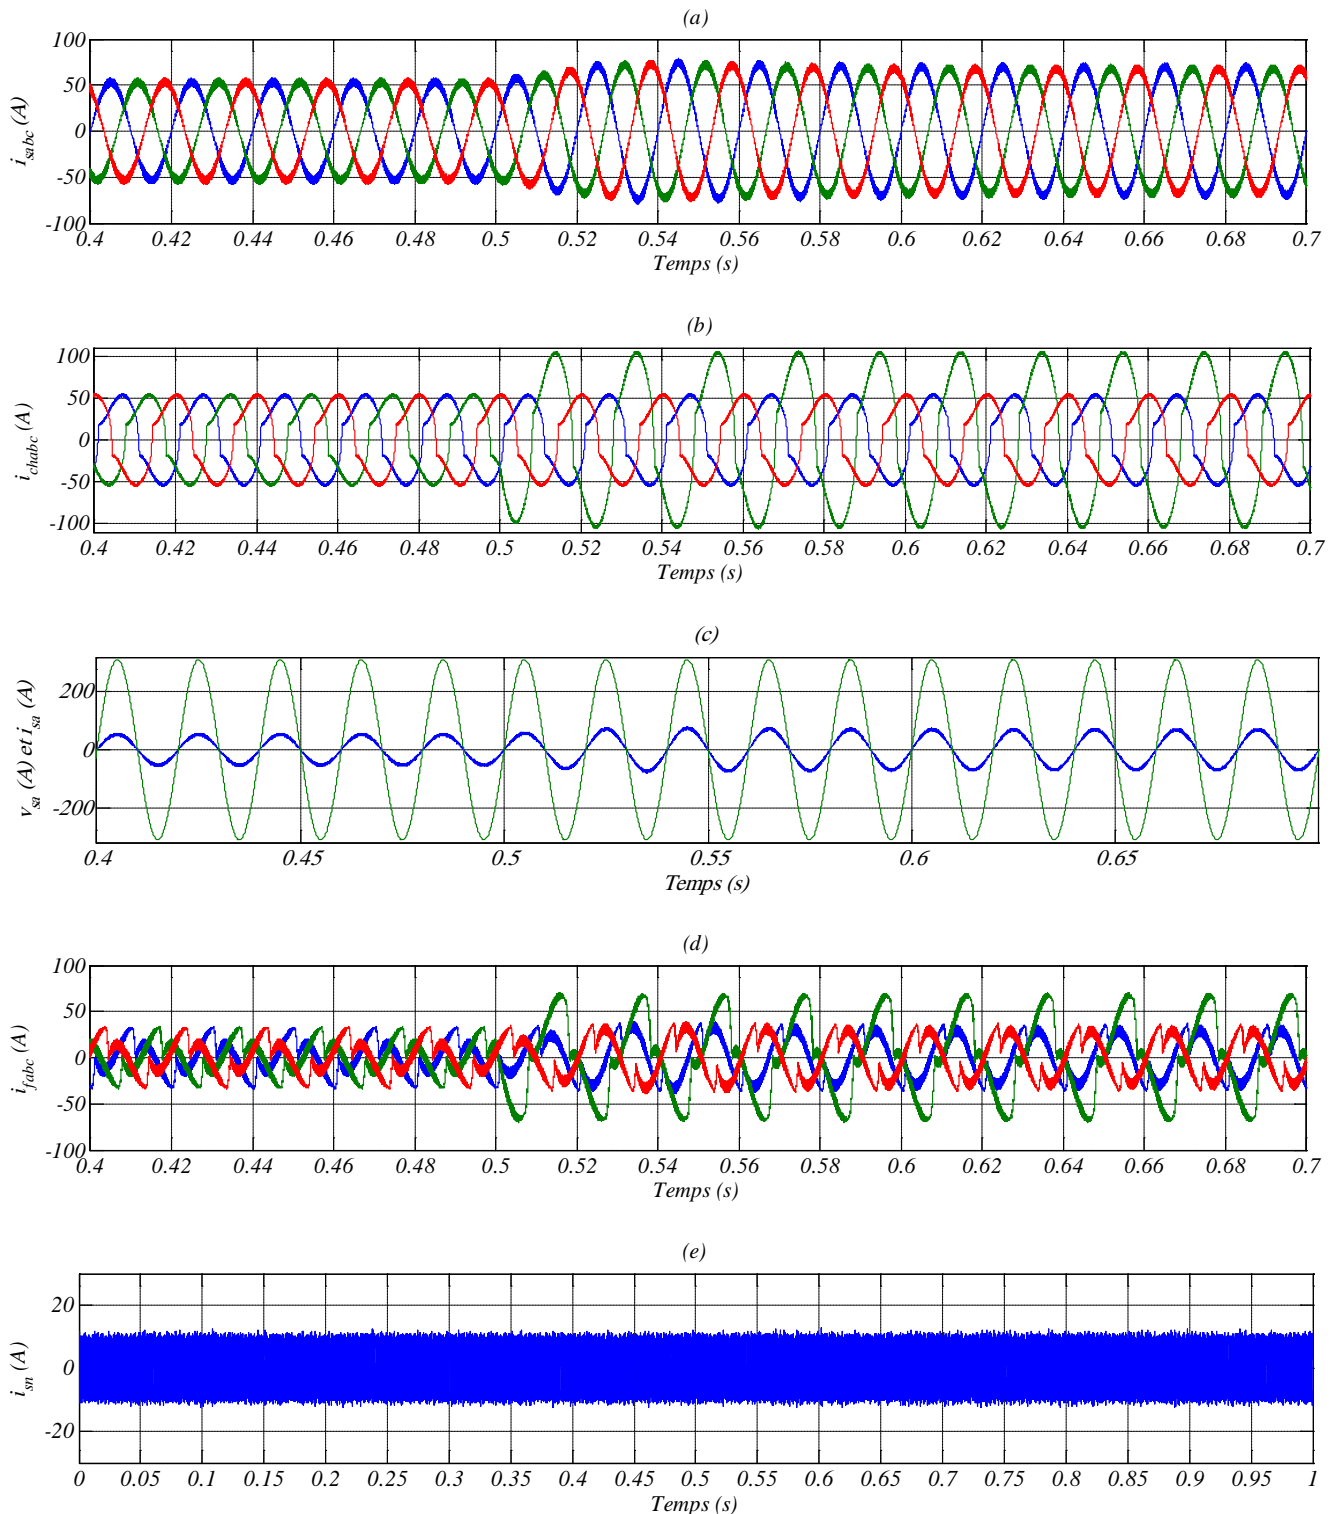 (a)
100
50
0
-50
-100
i_sabc (A)
0.4 0.42 0.44 0.46 0.48 0.5 0.52 0.54 0.56 0.58 0.6 0.62 0.64 0.66 0.68 0.7
Temps (s)
(b)
100
50
0
-50
-100
i_chabc (A)
0.4 0.42 0.44 0.46 0.48 0.5 0.52 0.54 0.56 0.58 0.6 0.62 0.64 0.66 0.68 0.7
Temps (s)
(c)
200
0
-200
v_sa (A) et i_sa (A)
0.4 0.45 0.5 0.55 0.6 0.65
Temps (s)
(d)
100
50
0
-50
-100
i_fabc (A)
0.4 0.42 0.44 0.46 0.48 0.5 0.52 0.54 0.56 0.58 0.6 0.62 0.64 0.66 0.68 0.7
Temps (s)
(e)
20
0
-20
i_sn (A)
0 0.05 0.1 0.15 0.2 0.25 0.3 0.35 0.4 0.45 0.5 0.55 0.6 0.65 0.7 0.75 0.8 0.85 0.9 0.95 1
Temps (s)